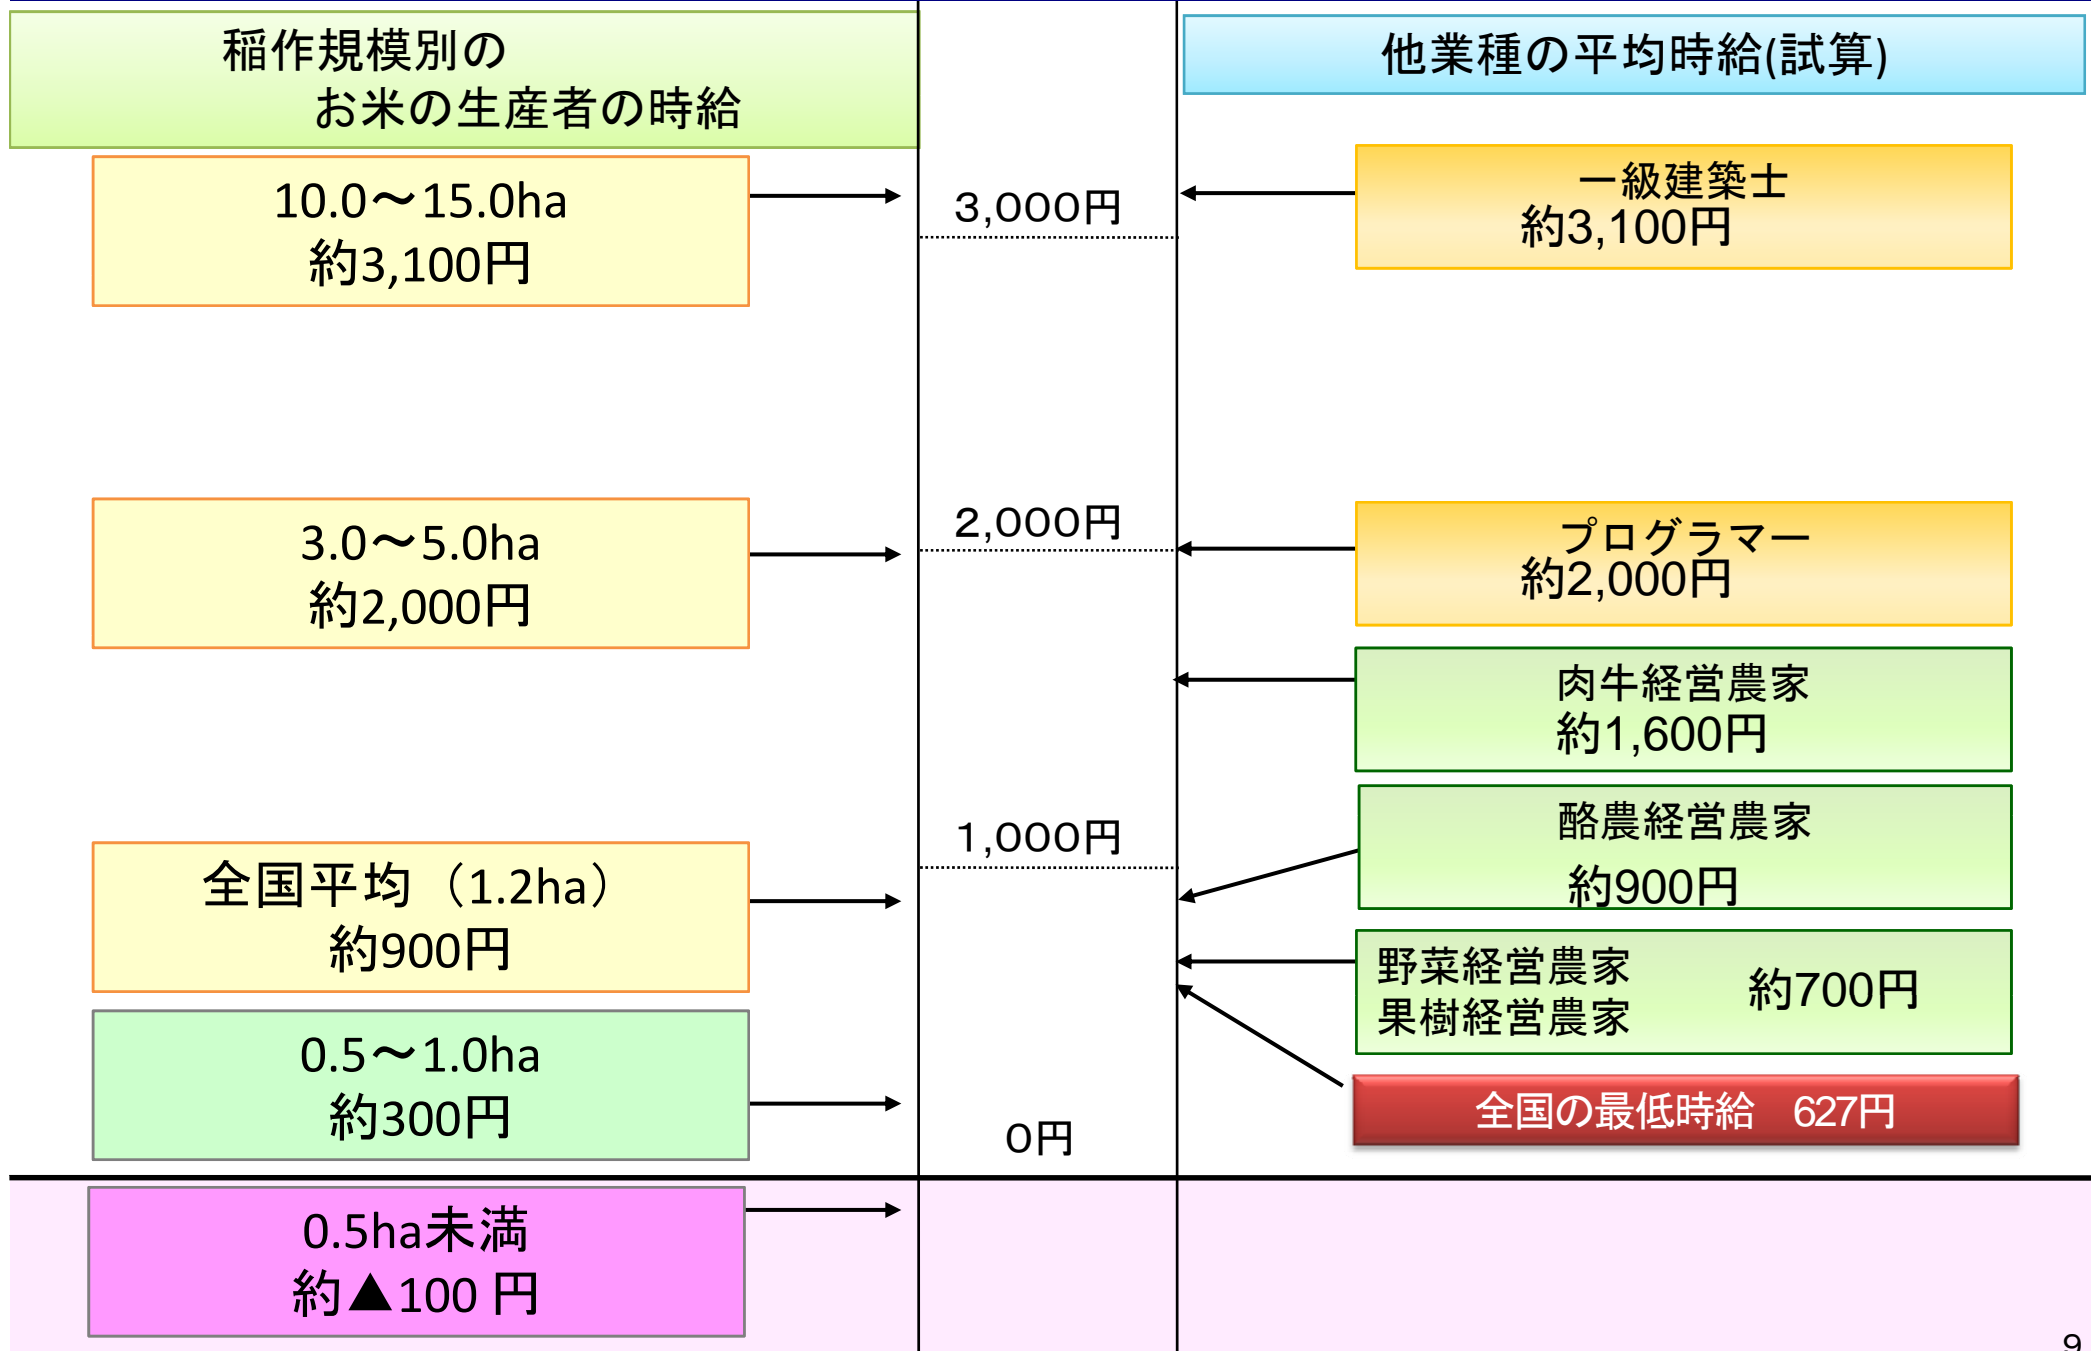 稲作規模別の
お米の生産者の時給
10.0～15.0ha
約3,100円
3.0～5.0ha
約2,000円
全国平均（1.2ha）
約900円
0.5～1.0ha
約300円
0.5ha未満
約▲100 円
3,000円
2,000円
1,000円
0円
他業種の平均時給(試算)
一級建築士
約3,100円
プログラマー
約2,000円
肉牛経営農家
約1,600円
酪農経営農家
約900円
野菜経営農家
果樹経営農家
約700円
全国の最低時給　627円
9